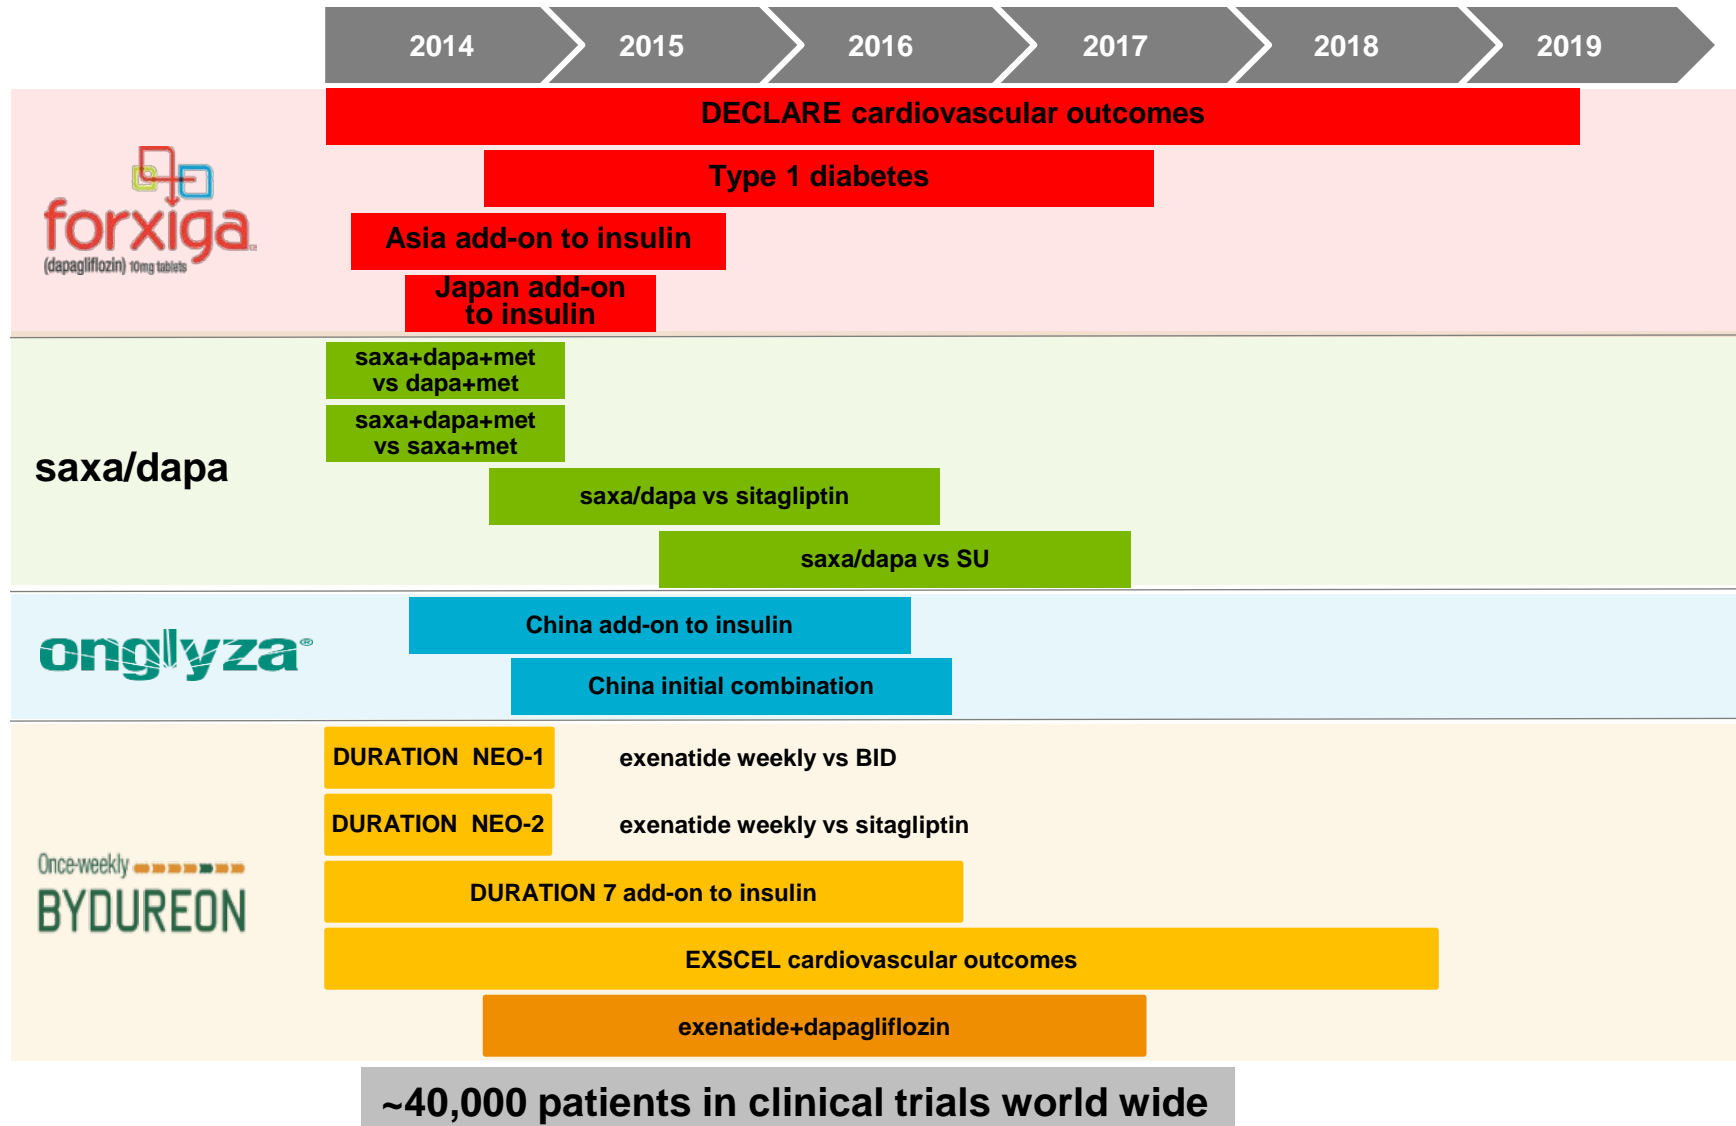 2014
2015
2016
2017
2018
2019
DECLARE cardiovascular outcomes
Type 1 diabetes
forxiga™
(dapagliflozin) 10mg tablets
Asia add-on to insulin
Japan add-on
to insulin
saxa+dapa+met
vs dapa+met
saxa+dapa+met
vs saxa+met
saxa/dapa
saxa/dapa vs sitagliptin
saxa/dapa vs SU
China add-on to insulin
onglyza®
China initial combination
DURATION NEO-1
exenatide weekly vs BID
DURATION NEO-2
exenatide weekly vs sitagliptin
Once-weekly
BYDUREON
DURATION 7 add-on to insulin
EXSCEL cardiovascular outcomes
exenatide+dapagliflozin
~40,000 patients in clinical trials world wide